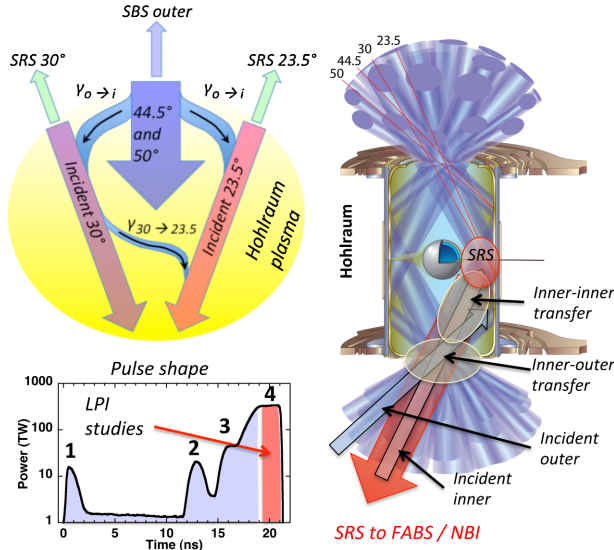 SBS outer
SRS 30°
SRS 23.5°
γo → i
γo → i
44.5°
and
50°
Incident 30°
Incident 23.5°
γ30 → 23.5
Hohlraum
plasma
Pulse shape
1000
100
10
1
Power (TW)
LPI
studies
1
2
3
4
0
5
10
15
20
Time (ns)
23.5
30
44.5
50
Hohlraum
SRS
Inner-inner
transfer
Inner-outer
transfer
Incident
outer
Incident
inner
SRS to FABS / NBI